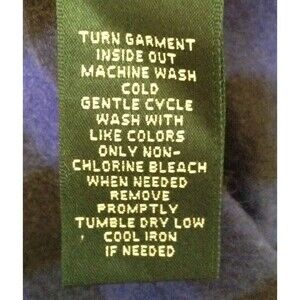 TURN GARMENT
INSIDE OUT
MACHINE WASH
COLD
GENTLE CYCLE
WASH WITH
LIKE COLORS
ONLY NON-
CHLORINE BLEACH
WHEN NEEDED
REMOVE
PROMPTLY
TUMBLE DRY LOW
COOL IRON
IF NEEDED